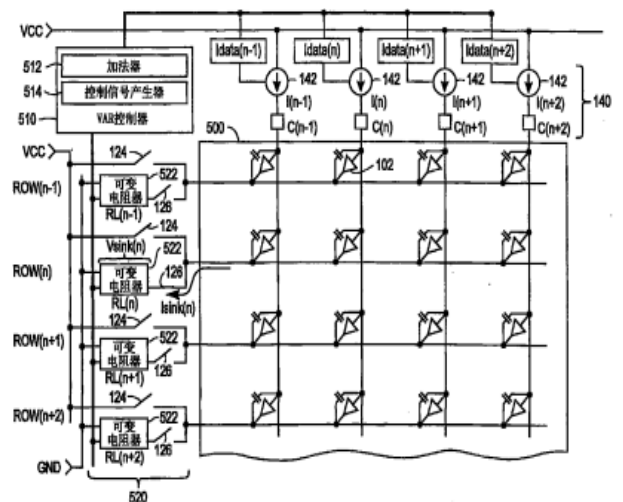 VCC
Idata(n-1)
Idata(n)
Idata(n+1)
Idata(n+2)
512
加法器
514
控制信号产生器
510
VAR控制器
142
142
142
142
140
I(n-1)
I(n)
I(n+1)
I(n+2)
C(n-1)
C(n)
C(n+1)
C(n+2)
500
VCC
124
102
ROW(n-1)
可变
电阻器
522
126
RL(n-1)
124
Vsink(n)
522
ROW(n)
可变
电阻器
126
RL(n)
Isink(n)
124
ROW(n+1)
可变
电阻器
522
126
RL(n+1)
124
ROW(n+2)
可变
电阻器
522
126
RL(n+2)
GND
520